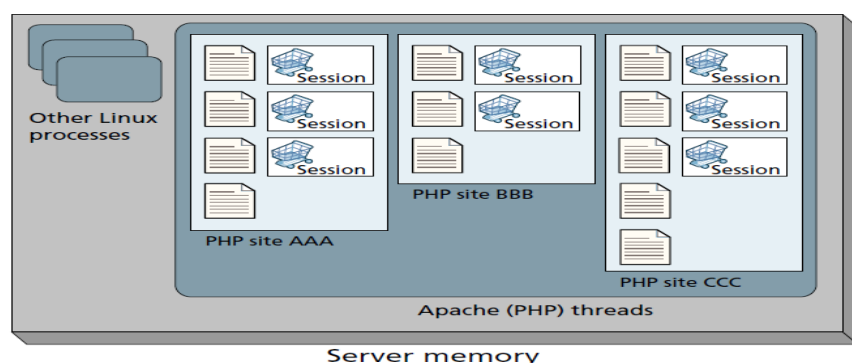 Other Linux
processes
Session
Session
Session
PHP site AAA
Session
Session
PHP site BBB
Session
Session
Session
PHP site CCC
Apache (PHP) threads
Server memory